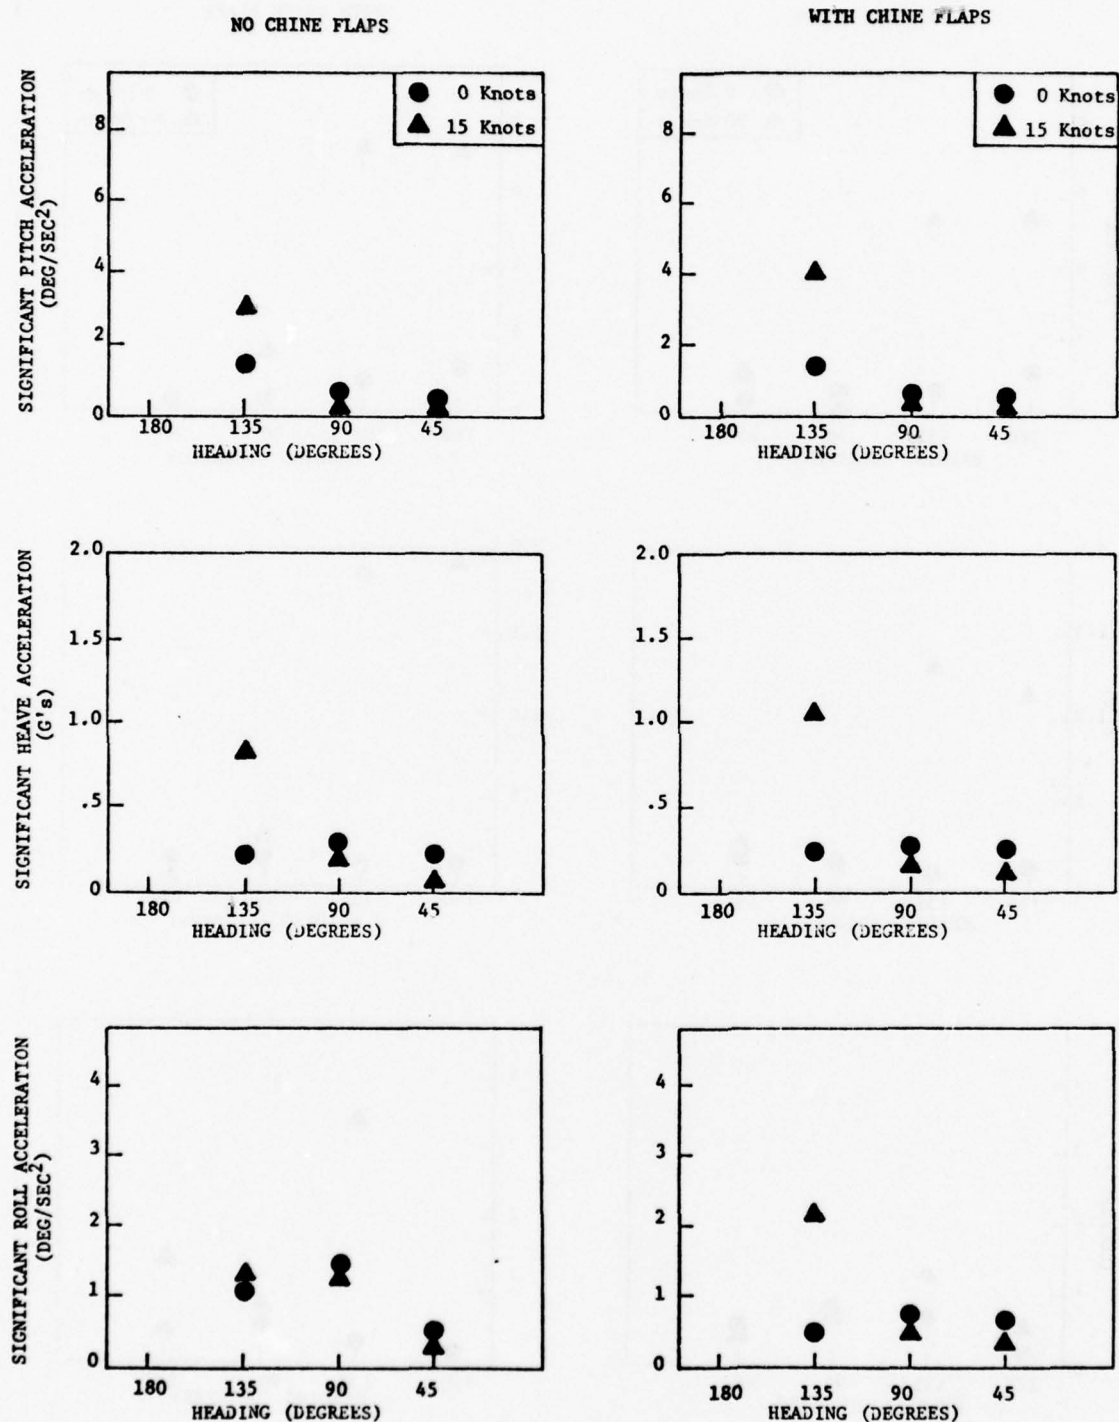 NO CHINE FLAPS
WITH CHINE FLAPS
SIGNIFICANT PITCH ACCELERATION
(DEG/SEC²)
8
6
4
2
0
● 0 Knots
▲ 15 Knots
180 135 90 45
HEADING (DEGREES)
8
6
4
2
0
● 0 Knots
▲ 15 Knots
180 135 90 45
HEADING (DEGREES)
SIGNIFICANT HEAVE ACCELERATION
(G's)
2.0
1.5
1.0
.5
0
180 135 90 45
HEADING (DEGREES)
2.0
1.5
1.0
.5
0
180 135 90 45
HEADING (DEGREES)
SIGNIFICANT ROLL ACCELERATION
(DEG/SEC²)
4
3
2
1
0
180 135 90 45
HEADING (DEGREES)
4
3
2
1
0
180 135 90 45
HEADING (DEGREES)